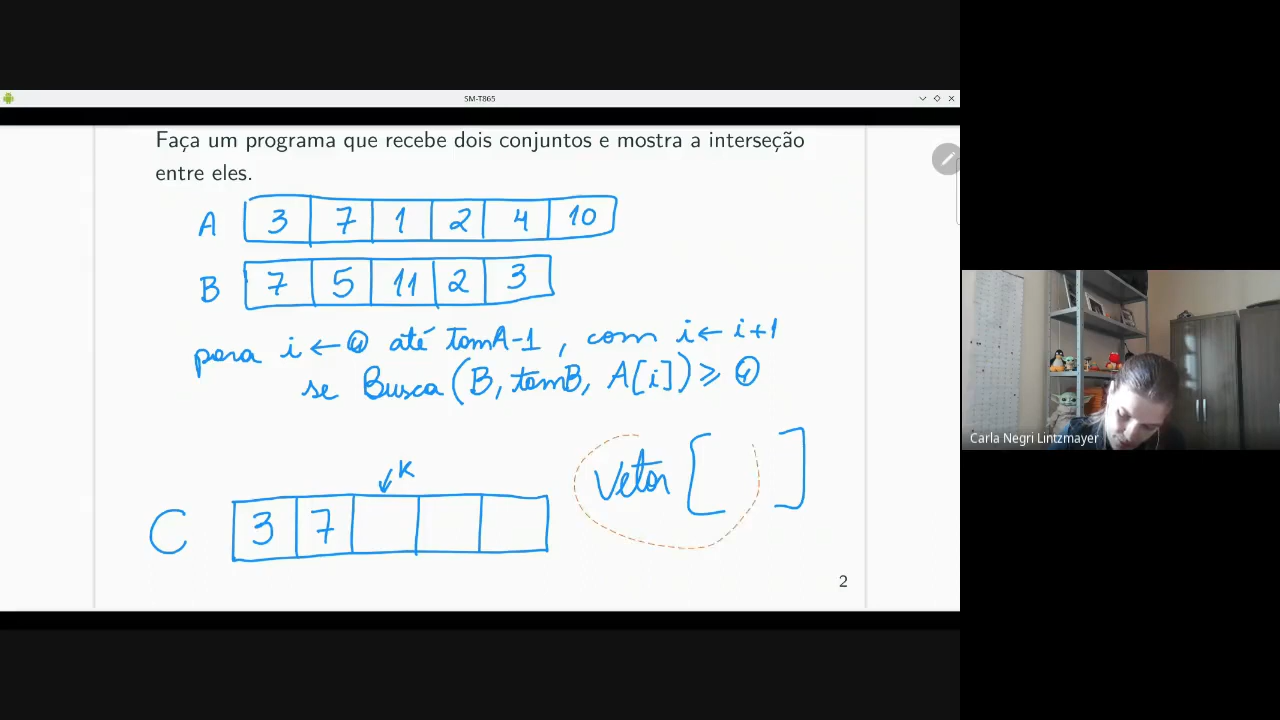 SM-T865
Faça um programa que recebe dois conjuntos e mostra a interseção
entre eles.
A 3 7 1 2 4 10
B 7 5 11 2 3
para i ← 0 até tamA-1, com i ← i+1
se Busca(B, tamB, A[i]) ⩾ 0
K
Vetor [ ]
C 3 7
2
Carla Negri Lintzmayer